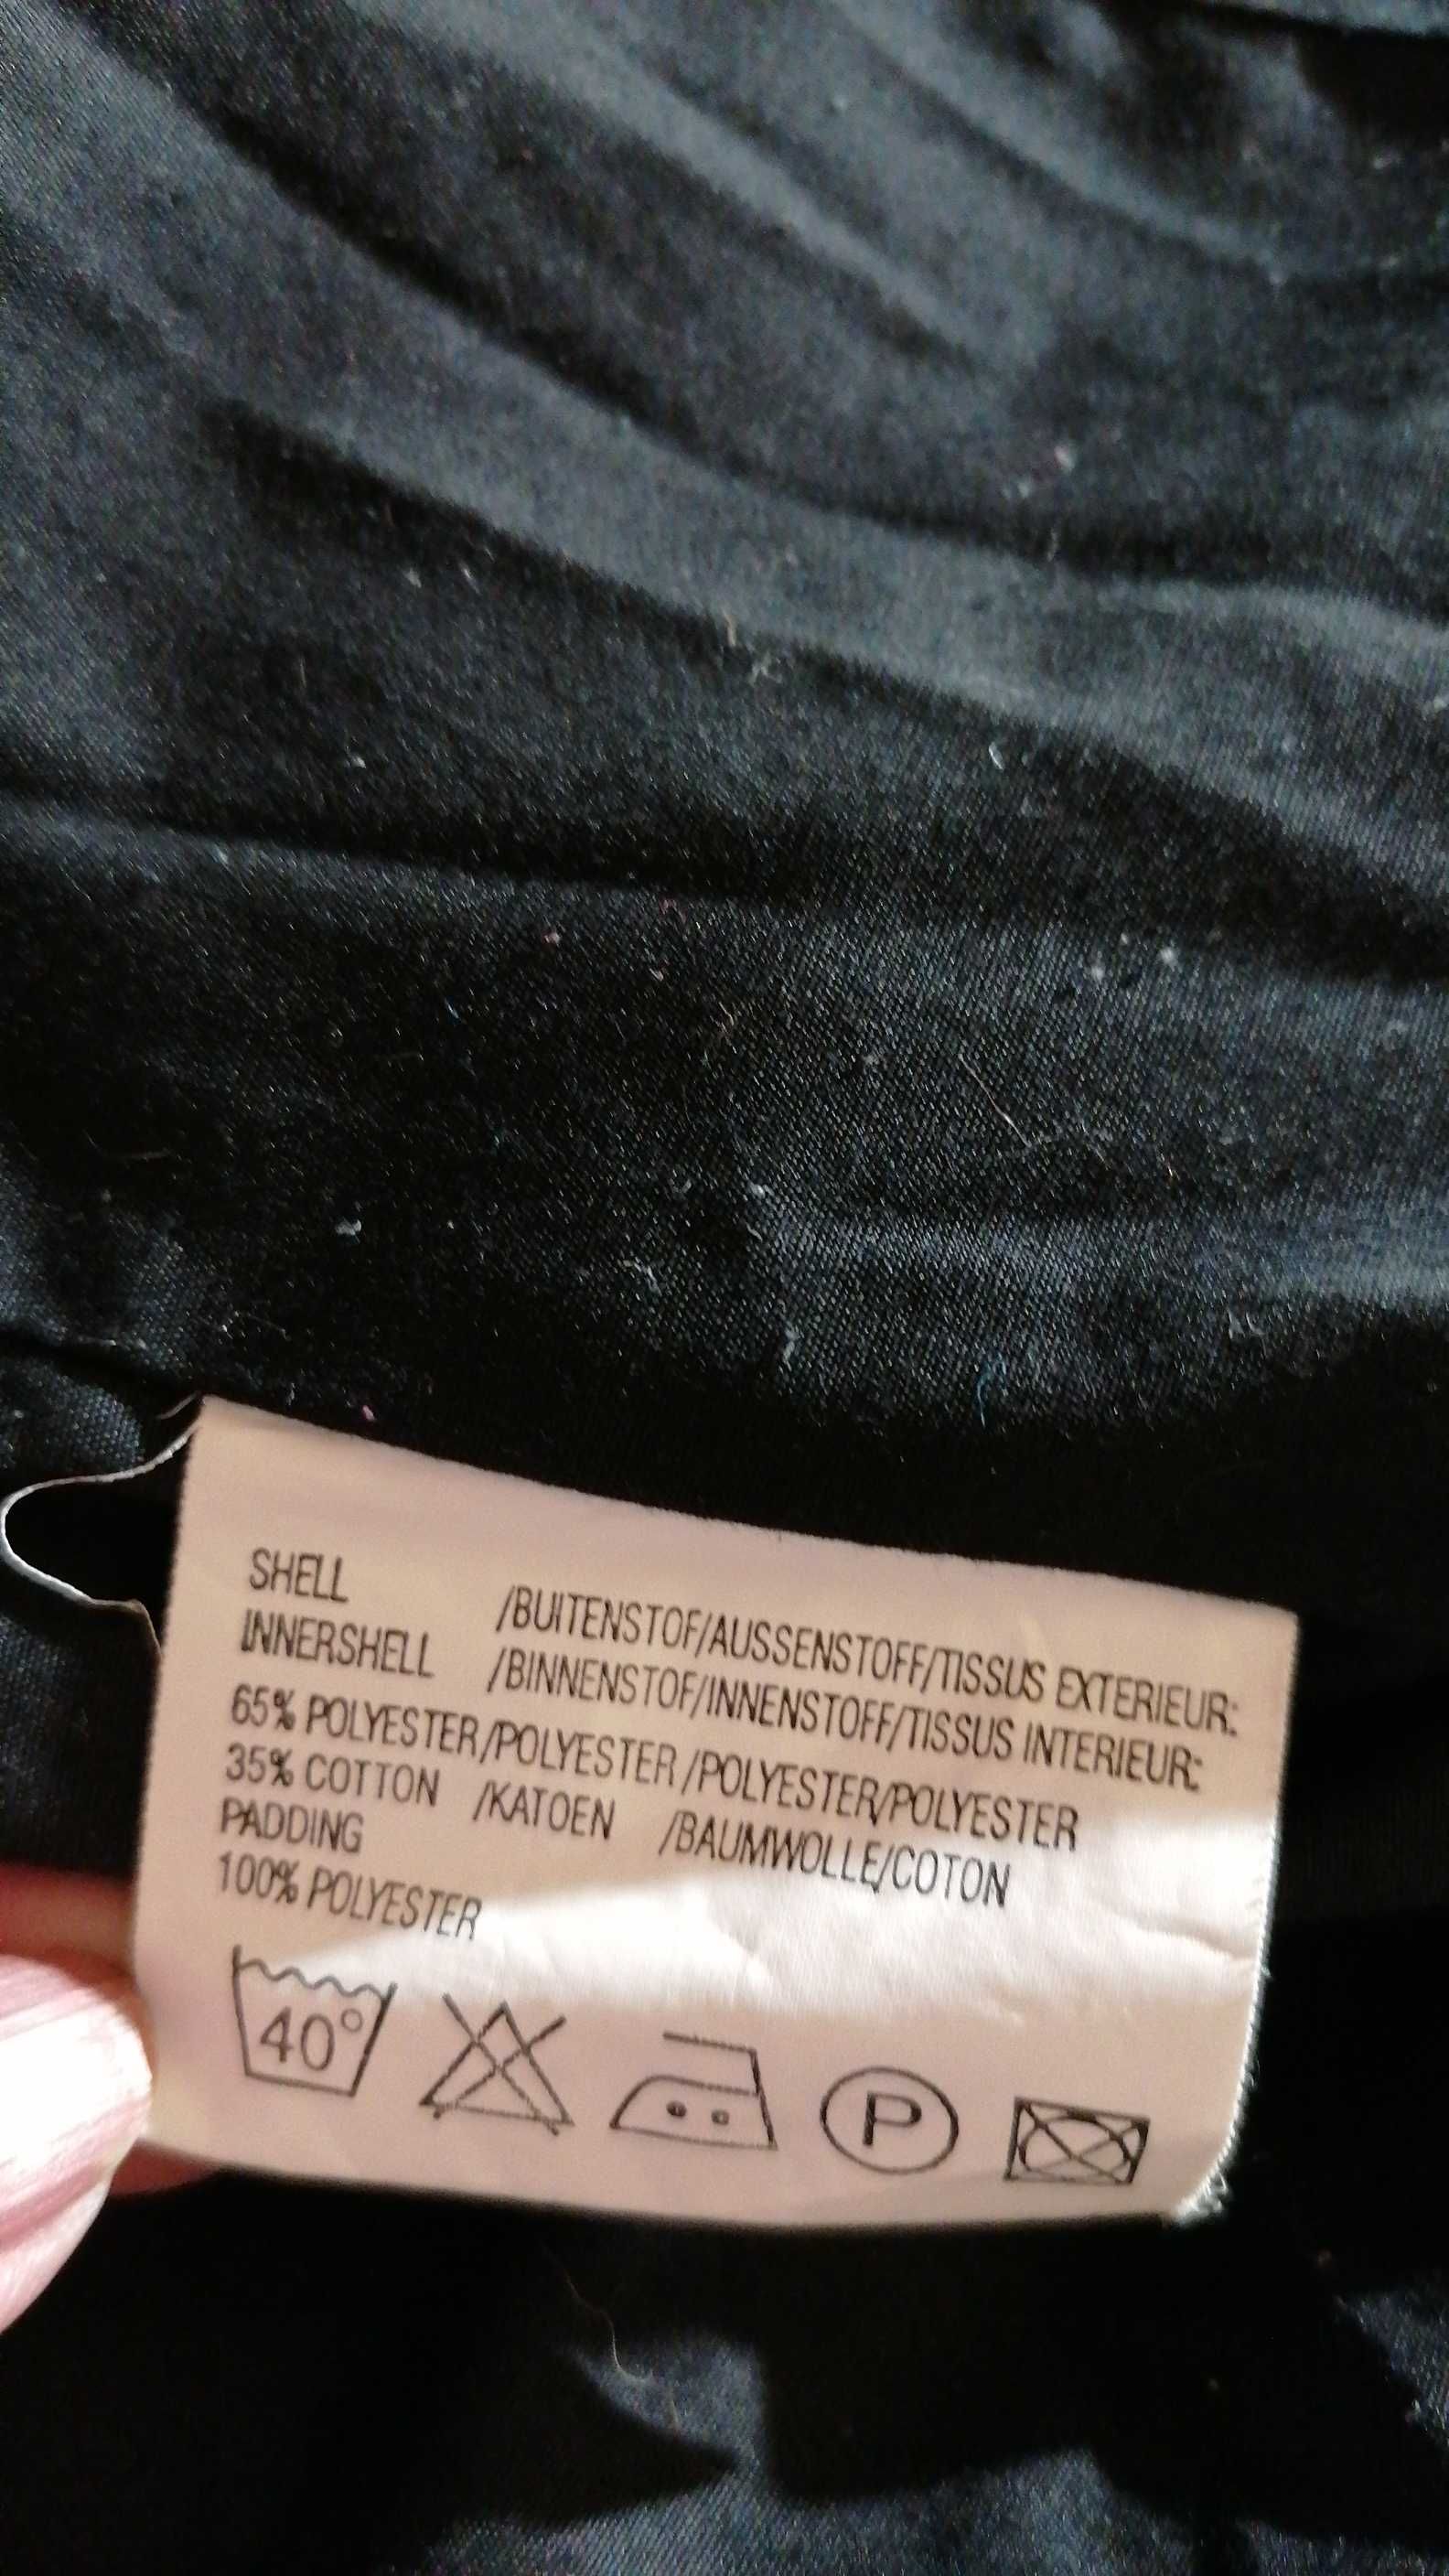 SHELL /BUITENSTOF/AUSSENSTOFF/TISSUS EXTERIEUR:
INNERSHELL /BINNENSTOF/INNENSTOFF/TISSUS INTERIEUR:
65% POLYESTER/POLYESTER/POLYESTER/POLYESTER
35% COTTON /KATOEN /BAUMWOLLE/COTON
PADDING
100% POLYESTER
40° P